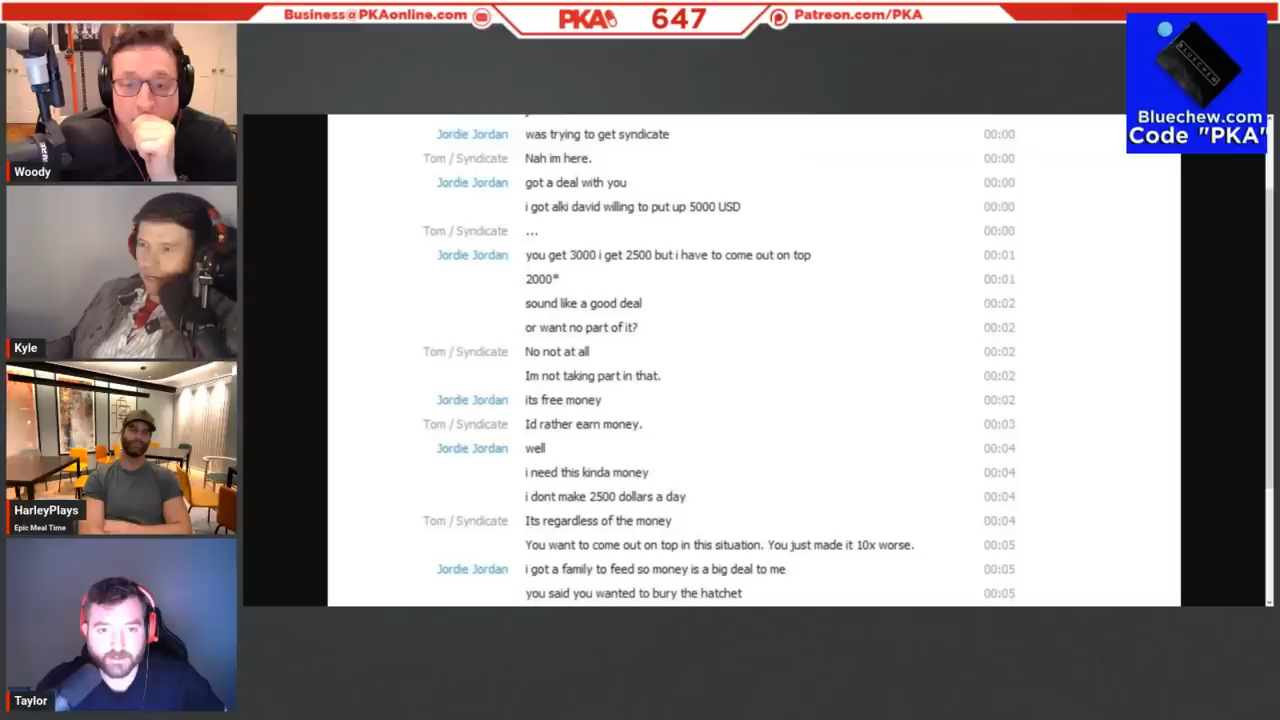 Business@PKAonline.com
PKA
647
Patreon.com/PKA
BLUECHEW
Bluechew.com
Code "PKA"
Woody
Kyle
HarleyPlays
Epic Meal Time
Taylor
Jordie Jordan was trying to get syndicate 00:00
Tom / Syndicate Nah im here. 00:00
Jordie Jordan got a deal with you 00:00
i got alki david willing to put up 5000 USD 00:00
Tom / Syndicate ... 00:00
Jordie Jordan you get 3000 i get 2500 but i have to come out on top 00:01
2000* 00:01
sound like a good deal 00:02
or want no part of it? 00:02
Tom / Syndicate No not at all 00:02
Im not taking part in that. 00:02
Jordie Jordan its free money 00:02
Tom / Syndicate Id rather earn money. 00:03
Jordie Jordan well 00:04
i need this kinda money 00:04
i dont make 2500 dollars a day 00:04
Tom / Syndicate Its regardless of the money 00:04
You want to come out on top in this situation. You just made it 10x worse. 00:05
Jordie Jordan i got a family to feed so money is a big deal to me 00:05
you said you wanted to bury the hatchet 00:05